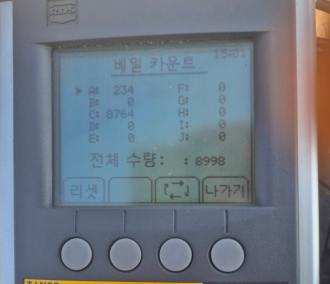 15:01
베일 카운트
▶ A: 234 F: 0
B: 0 G: 0
C: 8764 H: 0
D: 0 I: 0
E: 0 J: 0
전체 수량: : 8998
리셋 나가기